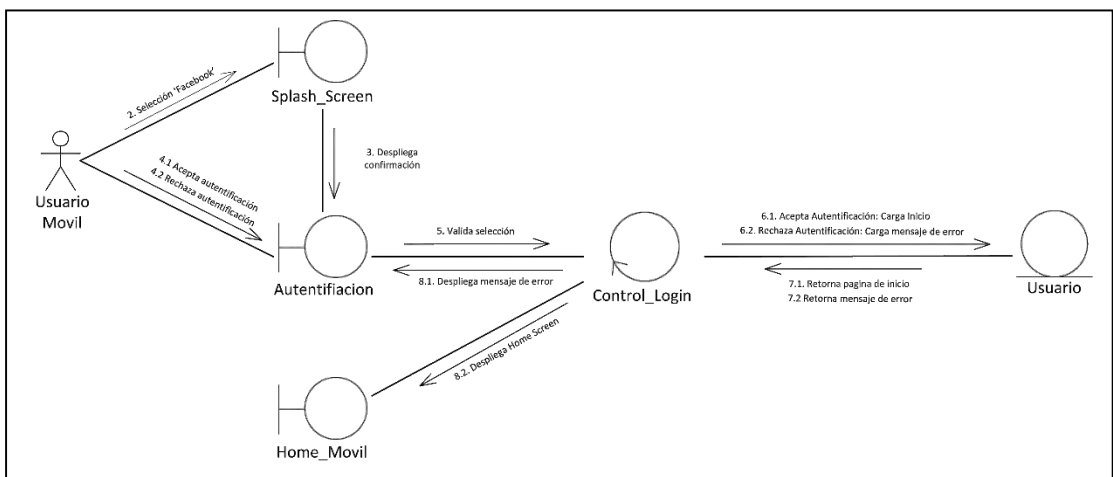 Splash_Screen
2. Selección 'Facebook'
3. Despliega
confirmación
Usuario
Movil
4.1 Acepta autentificación
4.2 Rechaza autentificación
Autentifiacion
5. Valida selección
8.1. Despliega mensaje de error
Control_Login
6.1. Acepta Autentificación: Carga Inicio
6.2. Rechaza Autentificación: Carga mensaje de error
7.1. Retorna pagina de inicio
7.2 Retorna mensaje de error
Usuario
8.2. Despliega Home Screen
Home_Movil